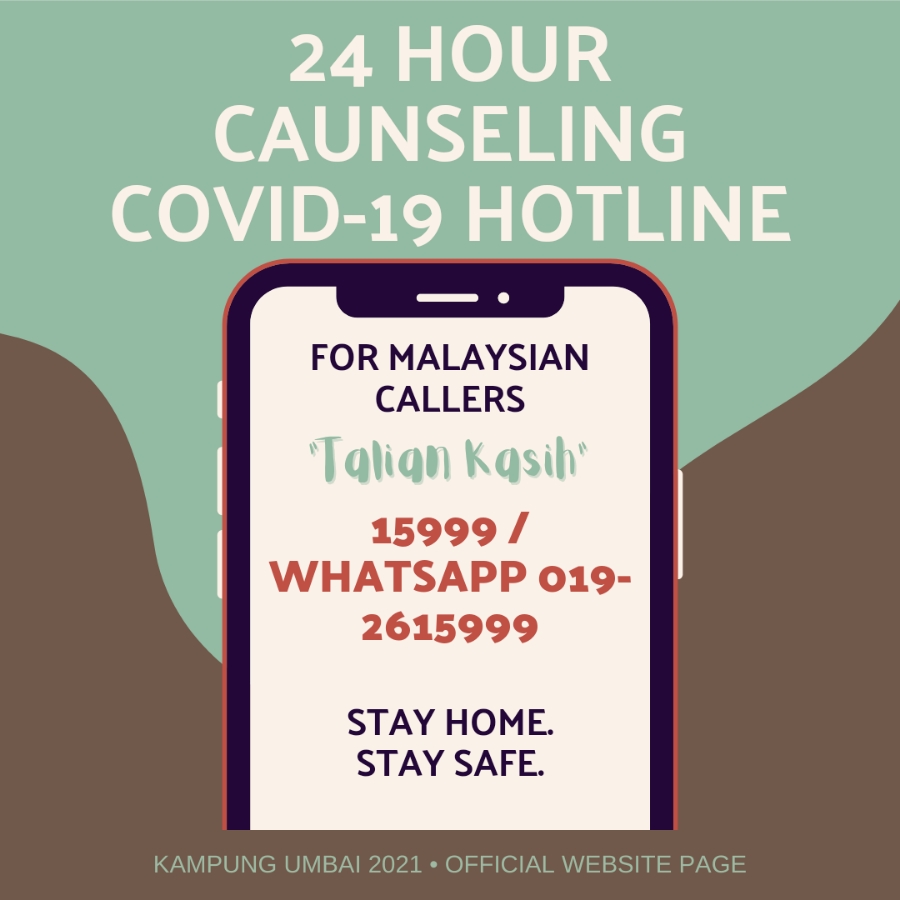 24 HOUR
CAUNSELING
COVID-19 HOTLINE
FOR MALAYSIAN
CALLERS
"Talian Kasih"
15999 /
WHATSAPP 019-
2615999
STAY HOME.
STAY SAFE.
KAMPUNG UMBAI 2021 • OFFICIAL WEBSITE PAGE